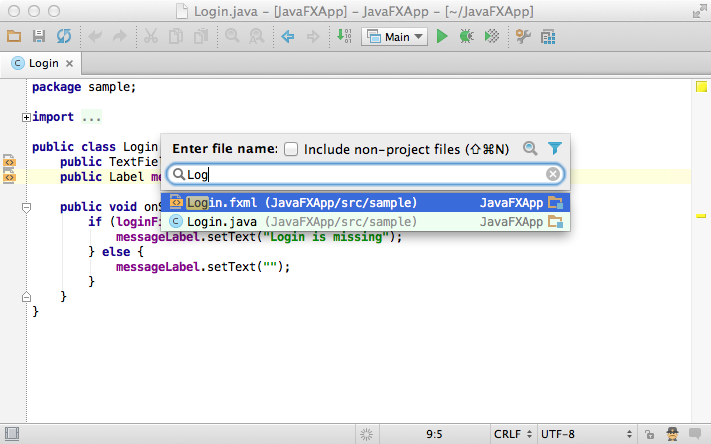 Login.java – [JavaFXApp] – JavaFXApp – [~/JavaFXApp]
Main
Login
package sample;
import ...
public class Login
Enter file name: Include non-project files (⇧⌘N)
public TextFiel
Log
public Label me
Login.fxml (JavaFXApp/src/sample) JavaFXApp
public void onS
Login.java (JavaFXApp/src/sample) JavaFXApp
if (loginFi
messageLabel.setText("Login is missing");
} else {
messageLabel.setText("");
}
}
}
9:5 CRLF UTF-8